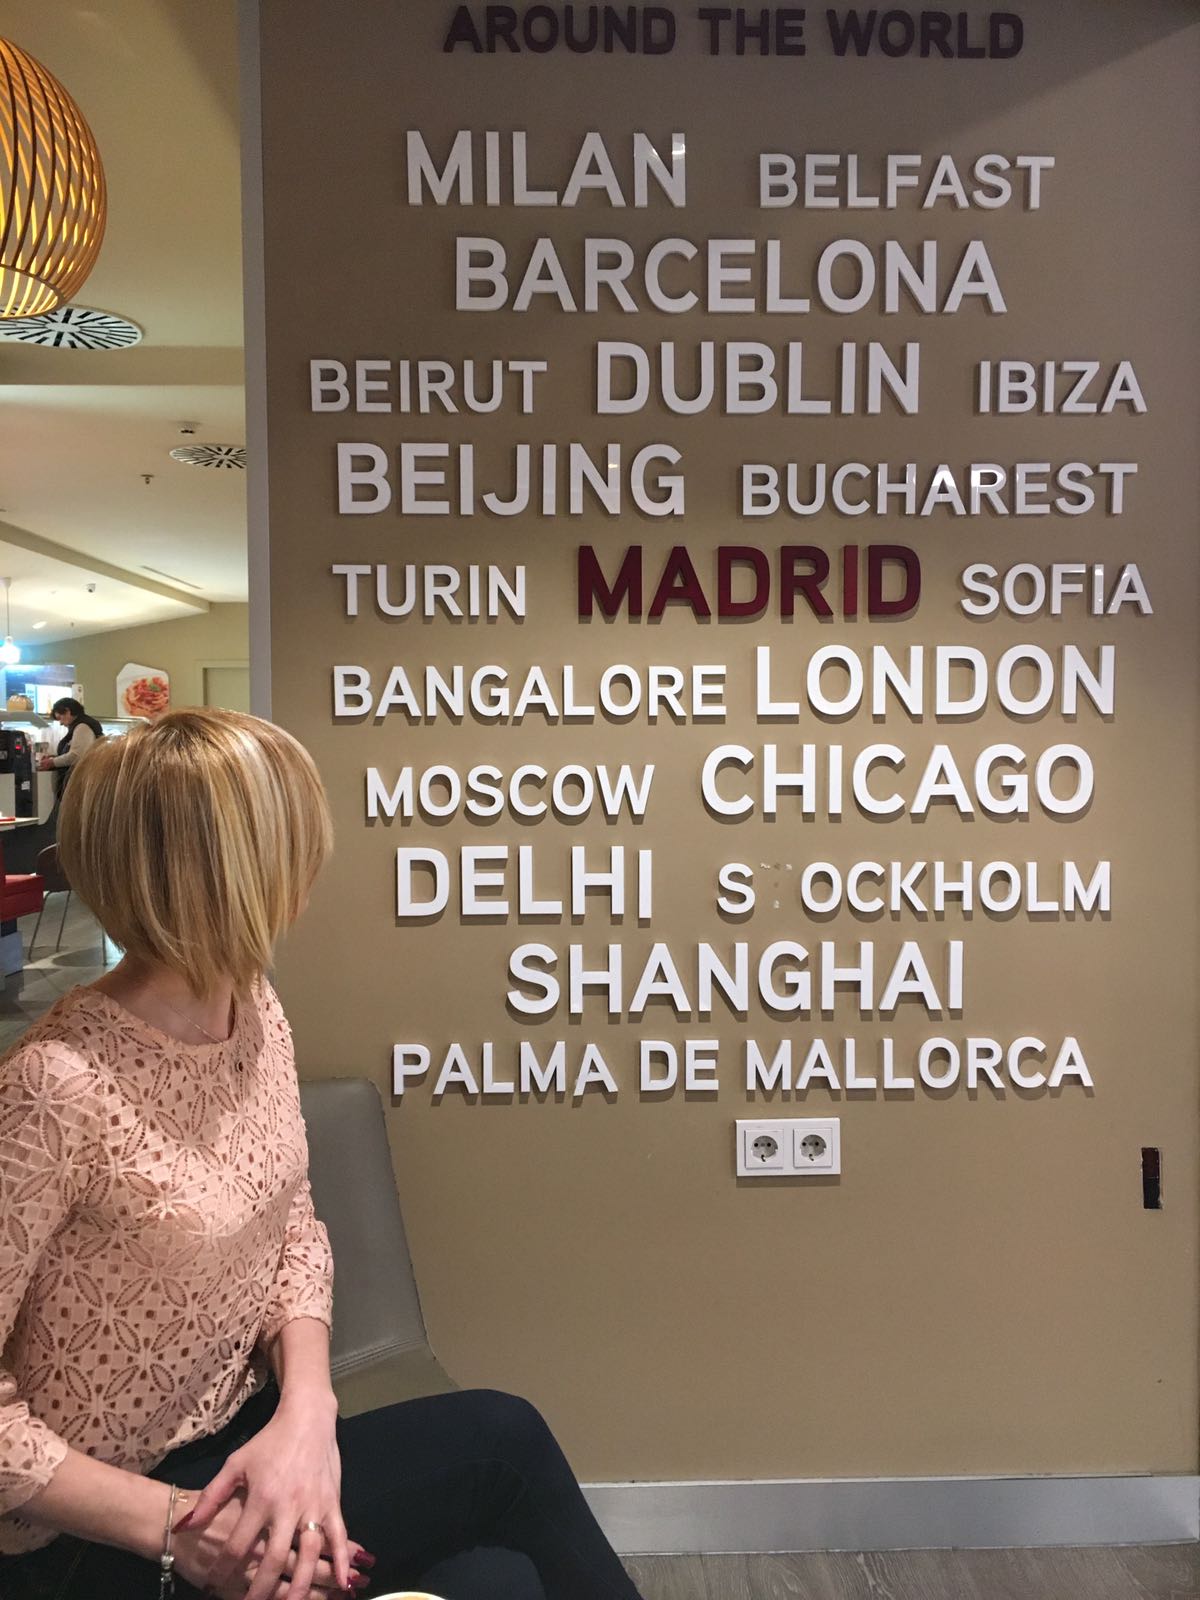 AROUND THE WORLD
MILAN BELFAST
BARCELONA
BEIRUT DUBLIN IBIZA
BEIJING BUCHAREST
TURIN MADRID SOFIA
BANGALORE LONDON
MOSCOW CHICAGO
DELHI S OCKHOLM
SHANGHAI
PALMA DE MALLORCA